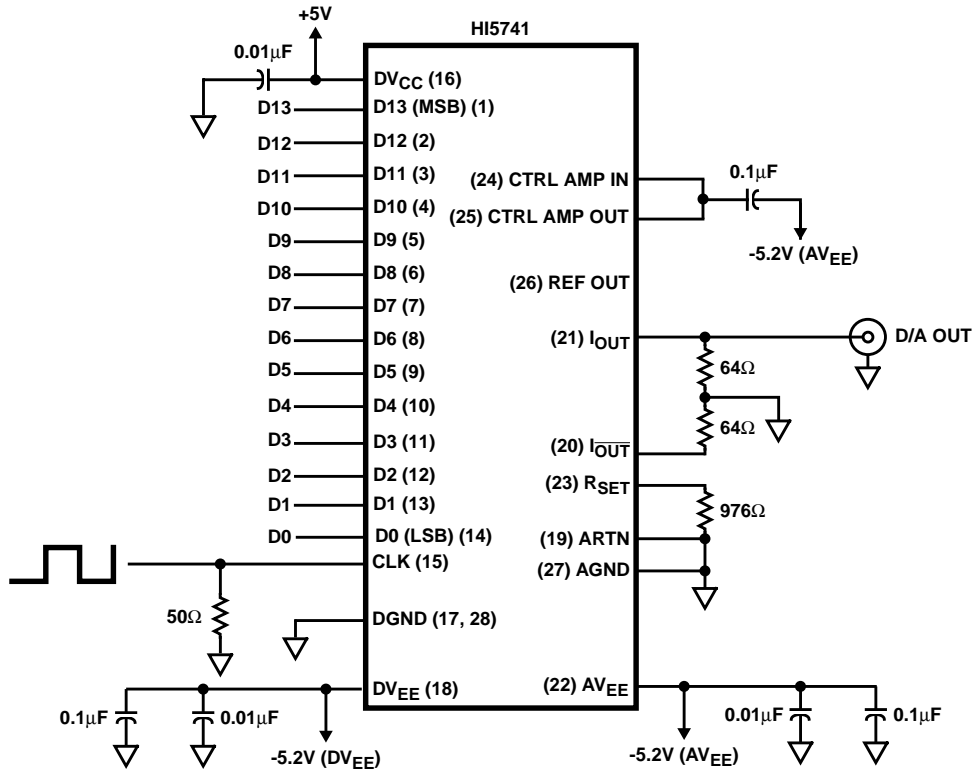 HI5741
+5V
0.01µF
DVCC (16)
D13 D13 (MSB) (1)
D12 D12 (2)
D11 D11 (3)
D10 D10 (4)
D9 D9 (5)
D8 D8 (6)
D7 D7 (7)
D6 D6 (8)
D5 D5 (9)
D4 D4 (10)
D3 D3 (11)
D2 D2 (12)
D1 D1 (13)
D0 D0 (LSB) (14)
CLK (15)
50Ω
DGND (17, 28)
DVEE (18)
0.1µF
0.01µF
-5.2V (DVEE)
(24) CTRL AMP IN
(25) CTRL AMP OUT
0.1µF
-5.2V (AVEE)
(26) REF OUT
(21) IOUT
D/A OUT
64Ω
64Ω
(20) I̅O̅U̅T̅
(23) RSET
976Ω
(19) ARTN
(27) AGND
(22) AVEE
-5.2V (AVEE)
0.01µF
0.1µF